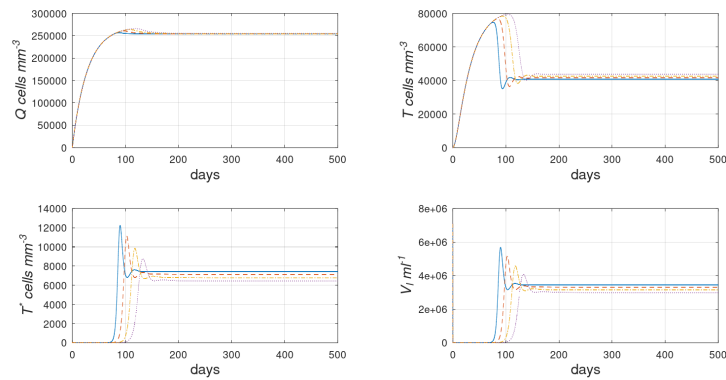 300000
250000
200000
150000
100000
50000
0
Q cells mm⁻³
0 100 200 300 400 500
days
80000
60000
40000
20000
0
T cells mm⁻³
0 100 200 300 400 500
days
14000
12000
10000
8000
6000
4000
2000
0
T* cells mm⁻³
0 100 200 300 400 500
days
8e+06
6e+06
4e+06
2e+06
0
V_I ml⁻¹
0 100 200 300 400 500
days